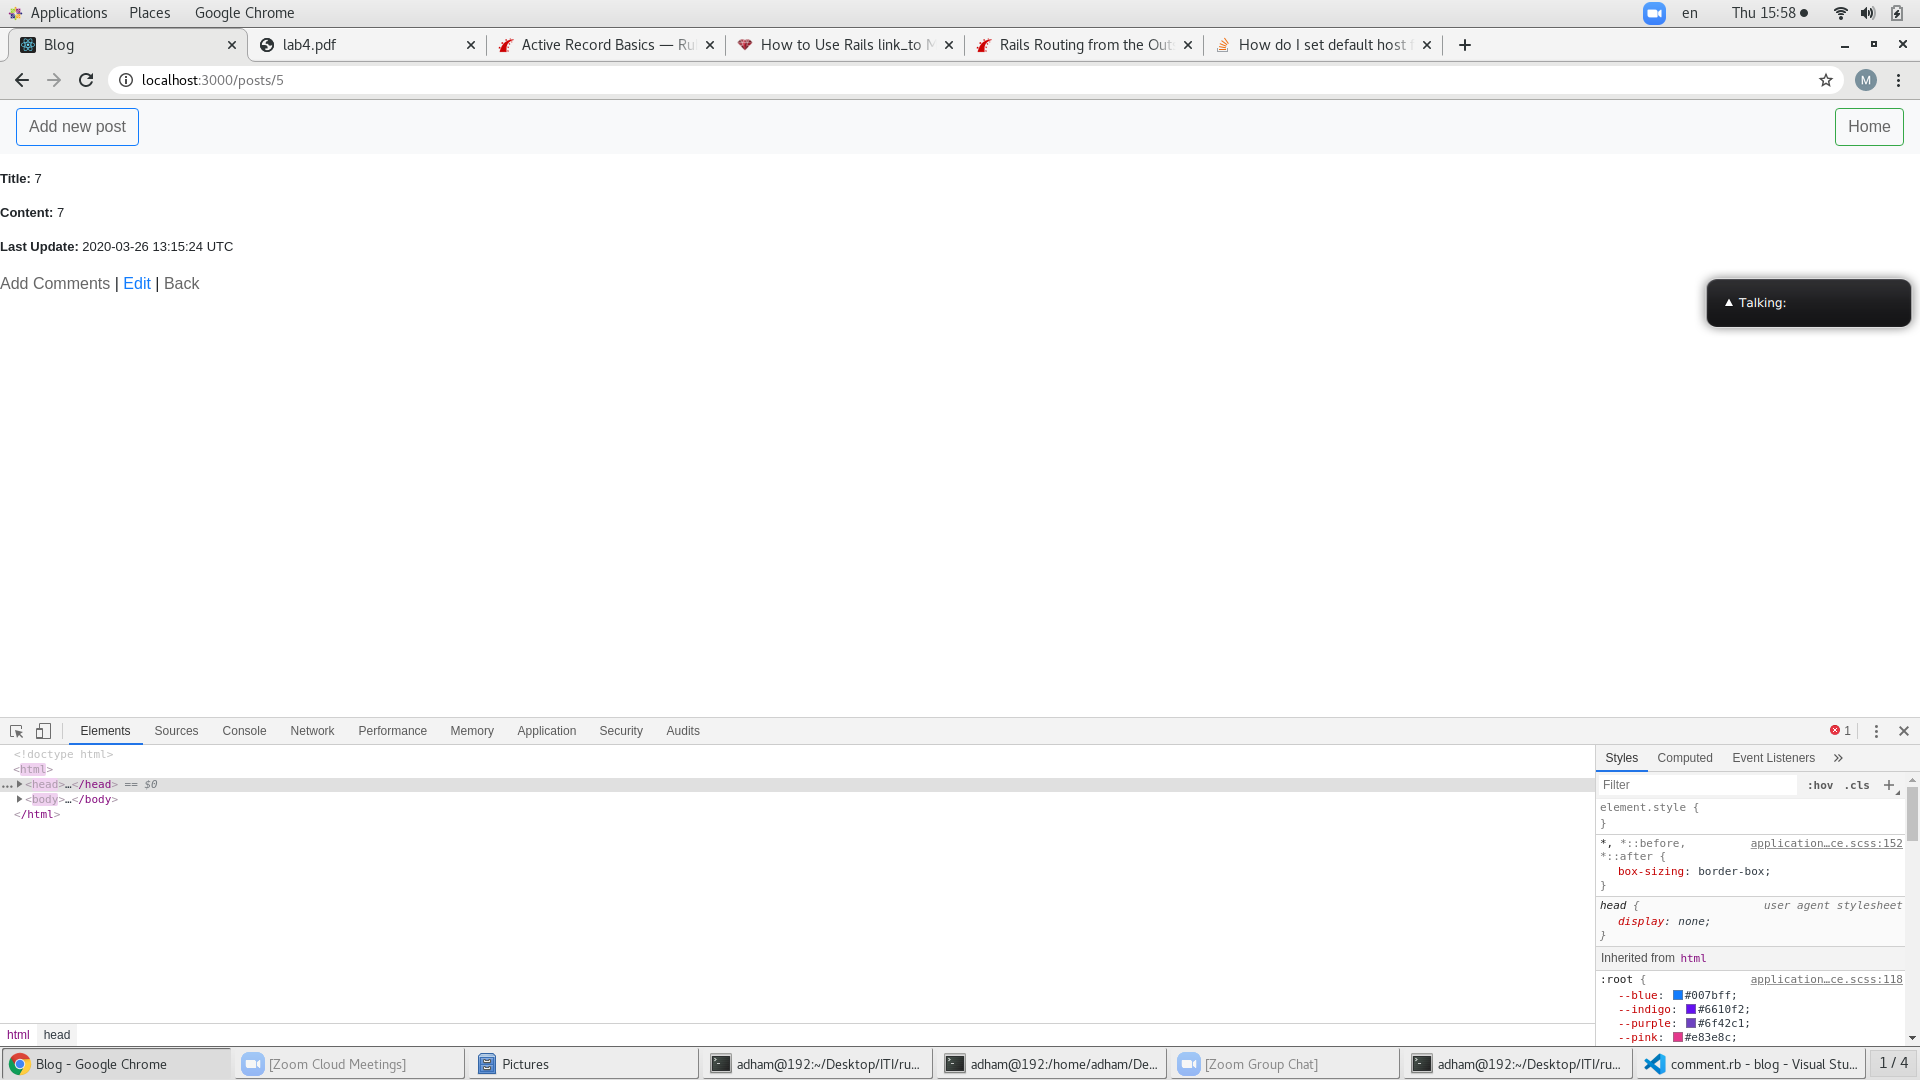 Applications Places Google Chrome en Thu 15:58
Blog lab4.pdf Active Record Basics — Ru How to Use Rails link_to Rails Routing from the Out How do I set default host
localhost:3000/posts/5 M
Add new post Home
Title: 7
Content: 7
Last Update: 2020-03-26 13:15:24 UTC
Add Comments | Edit | Back
Talking:
Elements Sources Console Network Performance Memory Application Security Audits 1
<!doctype html>
<html>
<head>…</head> == $0
<body>…</body>
</html>
Styles Computed Event Listeners »
Filter :hov .cls +
element.style {
}
*, *::before, application…ce.scss:152
*::after {
box-sizing: border-box;
}
head { user agent stylesheet
display: none;
}
Inherited from html
:root { application…ce.scss:118
--blue: #007bff;
--indigo: #6610f2;
--purple: #6f42c1;
--pink: #e83e8c;
html head
Blog - Google Chrome [Zoom Cloud Meetings] Pictures adham@192:~/Desktop/ITI/ru... adham@192:/home/adham/De... [Zoom Group Chat] adham@192:~/Desktop/ITI/ru... comment.rb - blog - Visual Stu... 1 / 4